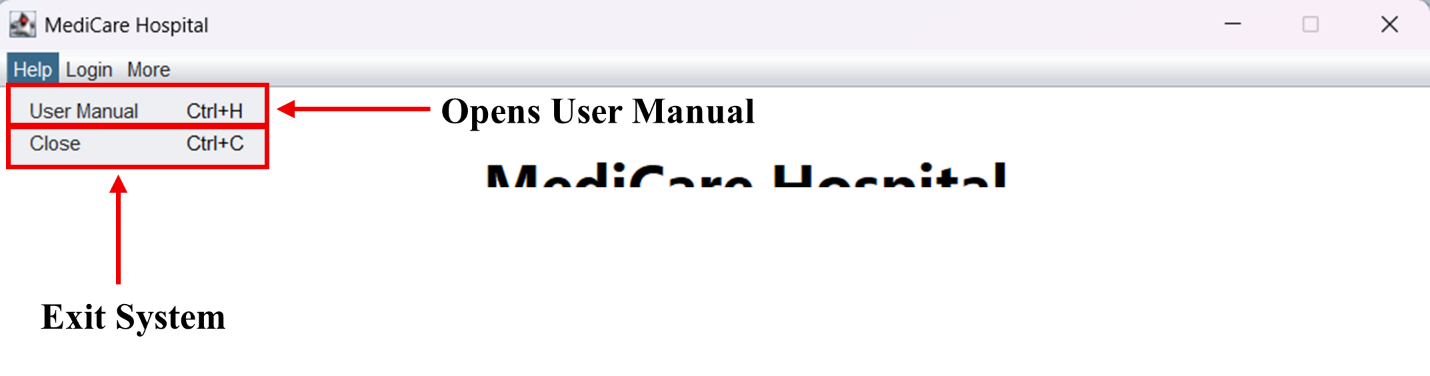 MediCare Hospital
Help Login More
User Manual Ctrl+H
Opens User Manual
Close Ctrl+C
MediCare Hospital
Exit System